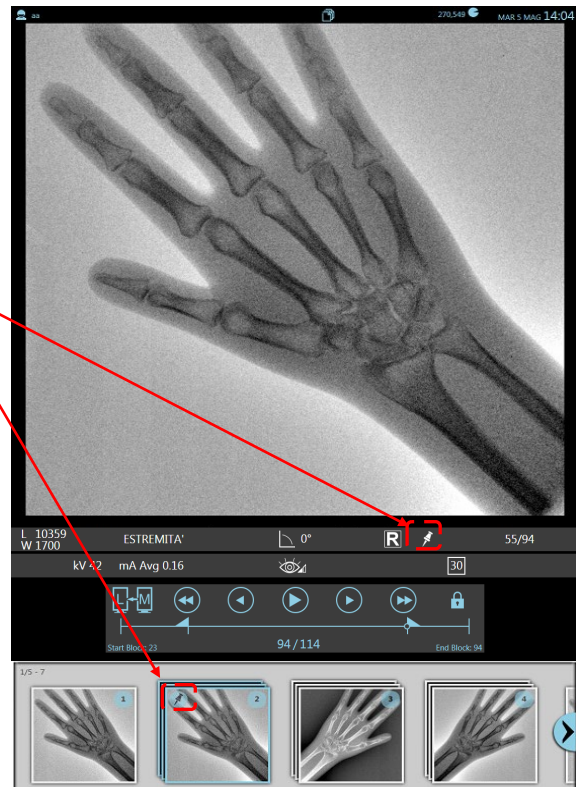 aa 270,549 MAR 5 MAG 14:04
L 10359
W 1700
ESTREMITA' 0° R 55/94
kV 42 mA Avg 0.16 30
L M
94/114
Start Block: 23 End Block: 94
1/5 - 7
1 2 3 4